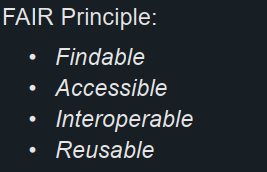 FAIR Principle:
• Findable
• Accessible
• Interoperable
• Reusable